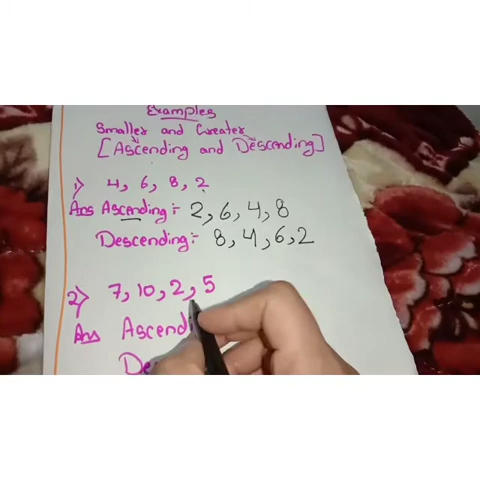 Examples
Smaller and Greater
[Ascending and Descending]
1) 4, 6, 8, 2
Ans Ascending:- 2, 6, 4, 8
Descending:- 8, 4, 6, 2
2) 7, 10, 2, 5
Ans